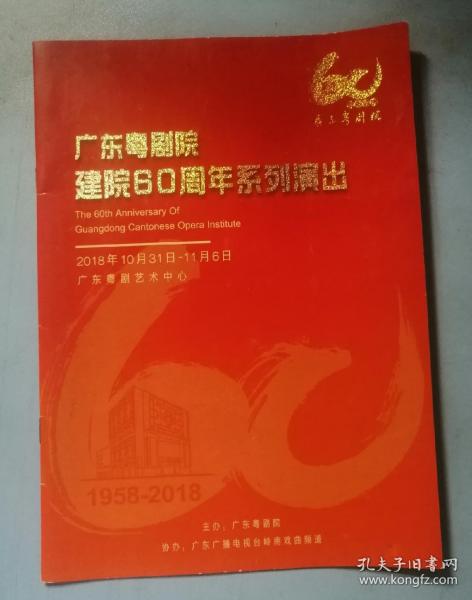 广东粤剧院
广东粤剧院
建院60周年系列演出
The 60th Anniversary Of
Guangdong Cantonese Opera Institute
2018年10月31日-11月6日
广东粤剧艺术中心
1958-2018
主办：广东粤剧院
协办：广东广播电视台岭南戏曲频道
孔夫子旧书网
www.kongfz.com